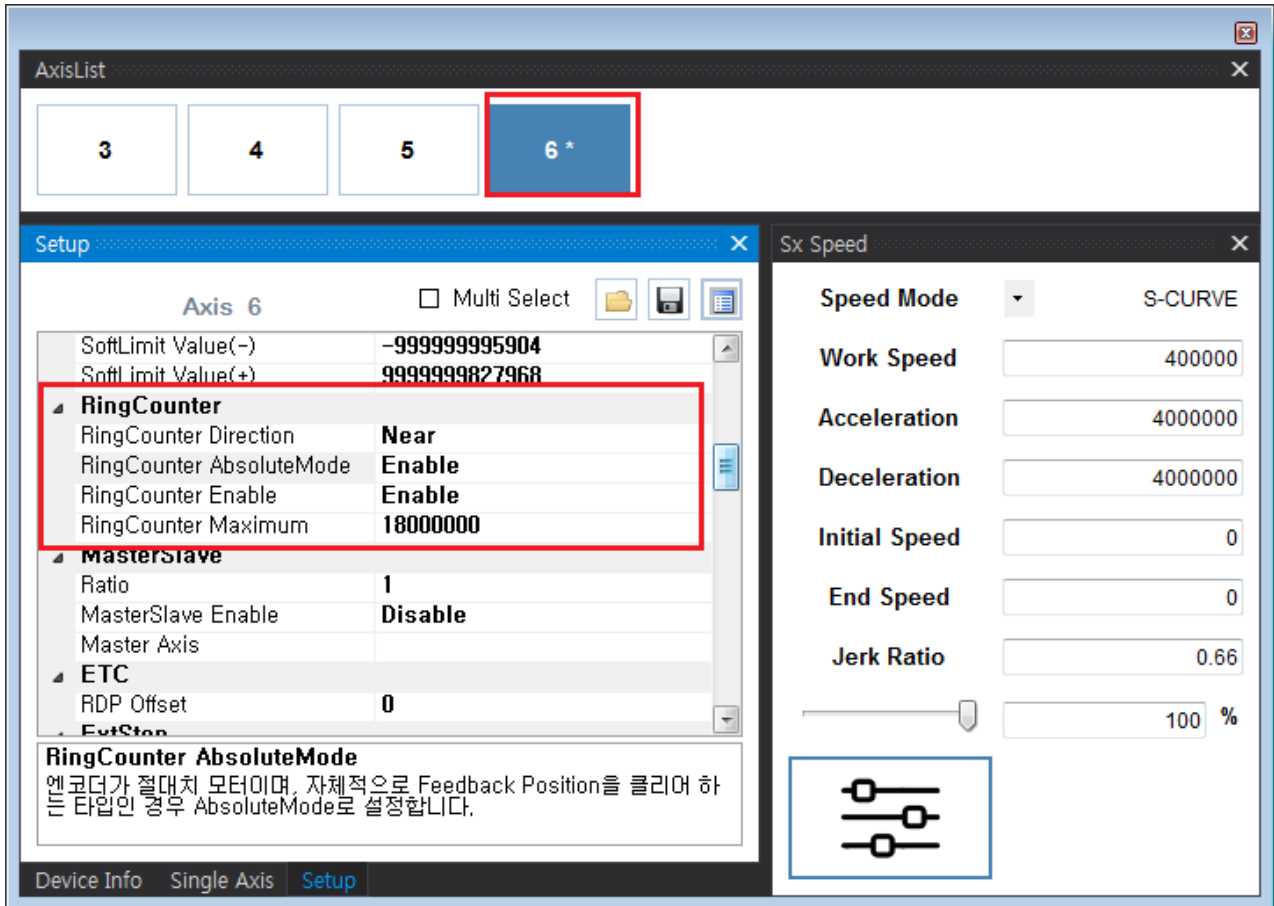 AxisList
3
4
5
6 *
Setup
Axis 6
Multi Select
SoftLimit Value(-) -999999995904
SoftLimit Value(+) 9999999827968
RingCounter
RingCounter Direction Near
RingCounter AbsoluteMode Enable
RingCounter Enable Enable
RingCounter Maximum 18000000
MasterSlave
Ratio 1
MasterSlave Enable Disable
Master Axis
ETC
RDP Offset 0
ExtStop
RingCounter AbsoluteMode
엔코더가 절대치 모터이며, 자체적으로 Feedback Position을 클리어 하
는 타입인 경우 AbsoluteMode로 설정합니다.
Device Info Single Axis Setup
Sx Speed
Speed Mode S-CURVE
Work Speed 400000
Acceleration 4000000
Deceleration 4000000
Initial Speed 0
End Speed 0
Jerk Ratio 0.66
100 %